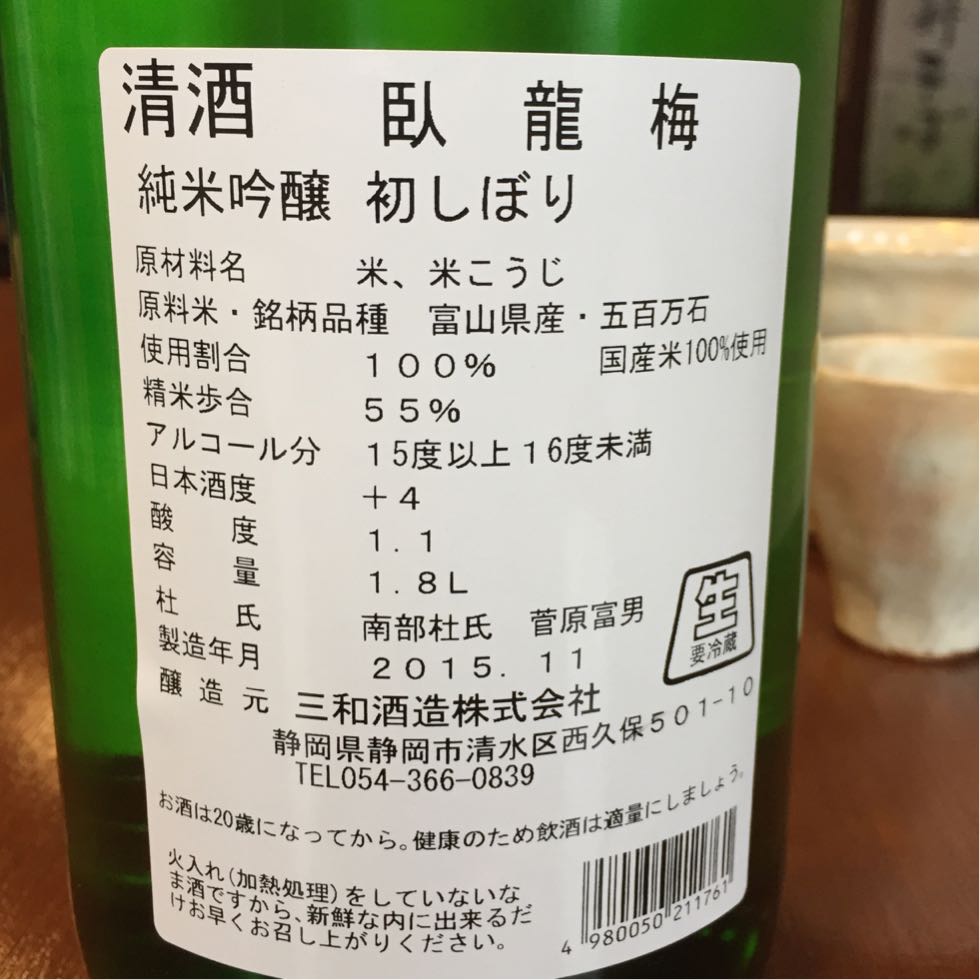 清酒 臥龍梅
純米吟醸 初しぼり
原材料名 米、米こうじ
原料米・銘柄品種 富山県産・五百万石
使用割合 100% 国産米100%使用
精米歩合 55%
アルコール分 15度以上16度未満
日本酒度 +4
酸度 1.1
容量 1.8L
杜氏 南部杜氏 菅原富男
製造年月 2015.11
生
要冷蔵
醸造元 三和酒造株式会社
静岡県静岡市清水区西久保501-10
TEL054-366-0839
お酒は20歳になってから。健康のため飲酒は適量にしましょう。
火入れ(加熱処理)をしていないな
ま酒ですから、新鮮な内に出来るだ
けお早くお召し上がりください。
4 980050 211761